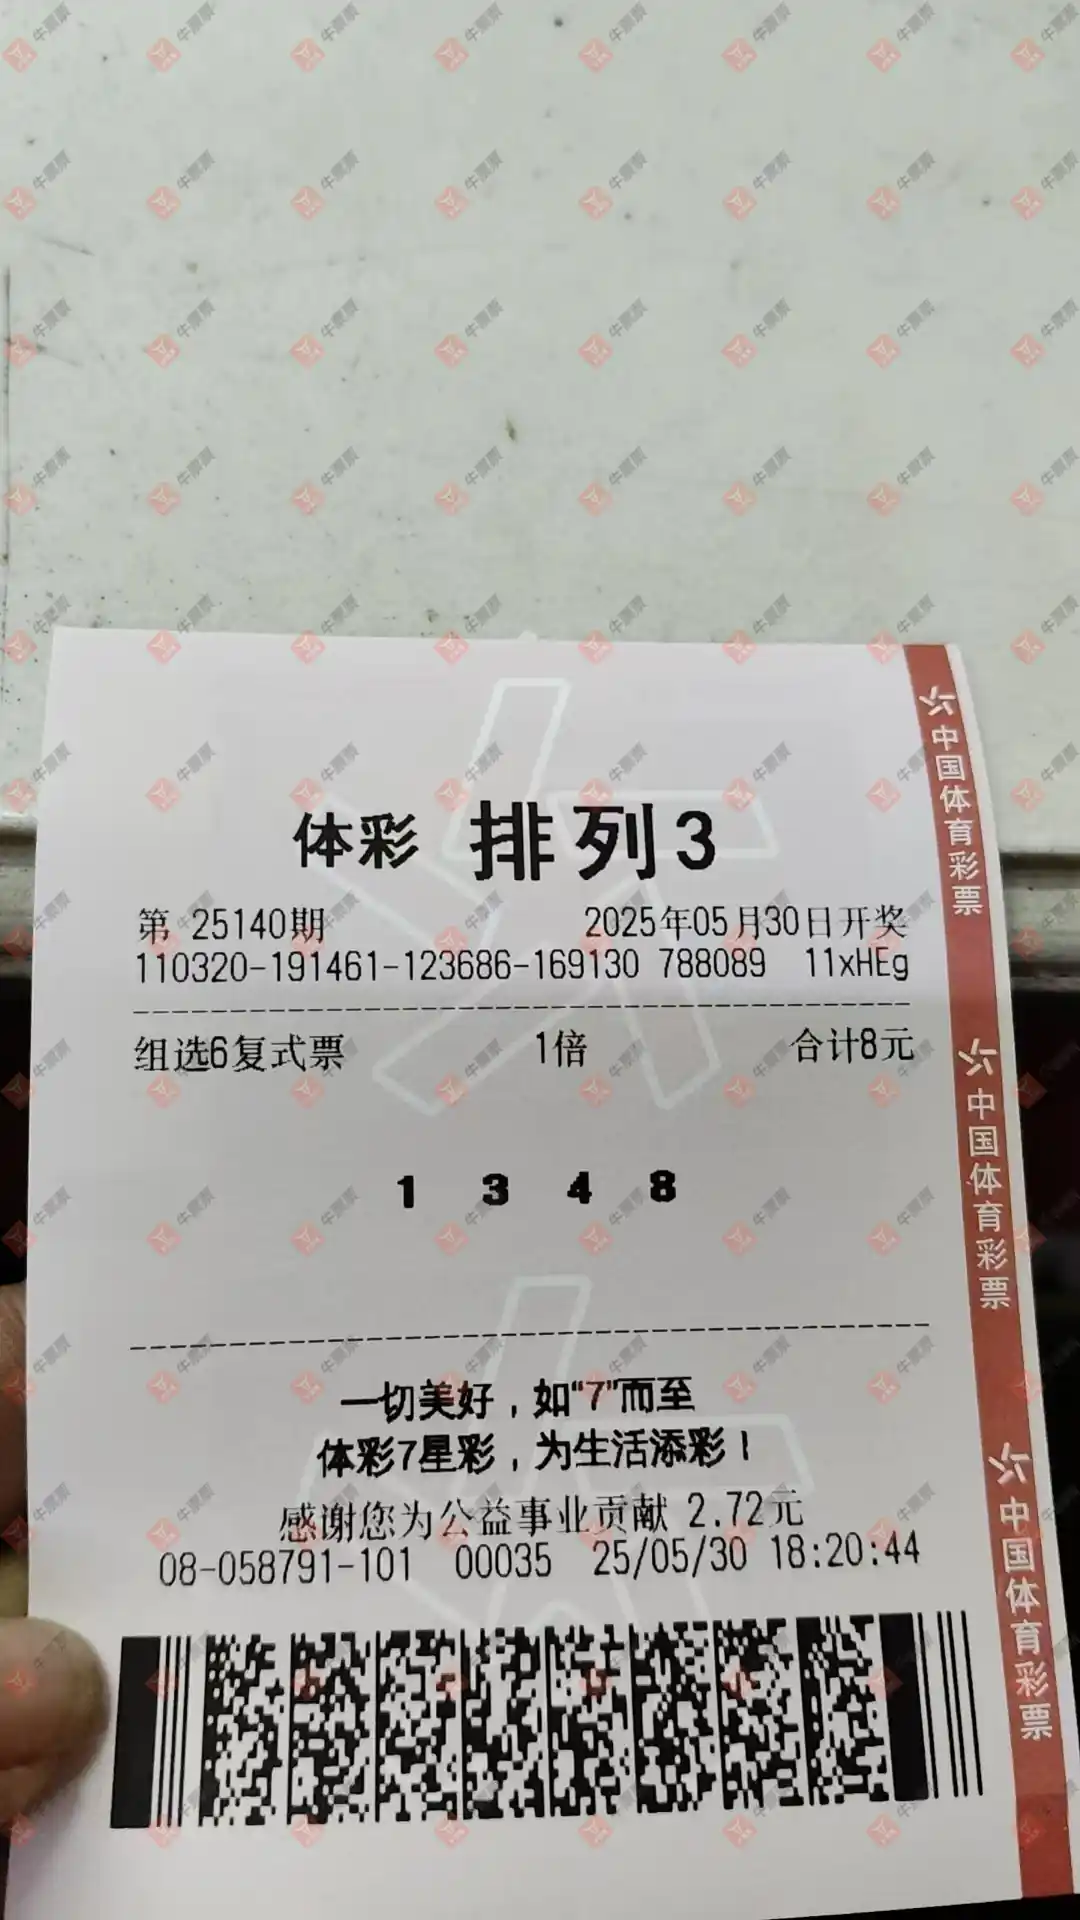 体彩 排列3
第 25140期 2025年05月30日开奖
110320-191461-123686-169130 788089 11xHEg
组选6复式票 1倍 合计8元
1 3 4 8
一切美好，如“7”而至
体彩7星彩，为生活添彩！
感谢您为公益事业贡献 2.72元
08-058791-101 00035 25/05/30 18:20:44
中国体育彩票
中国体育彩票
中国体育彩票